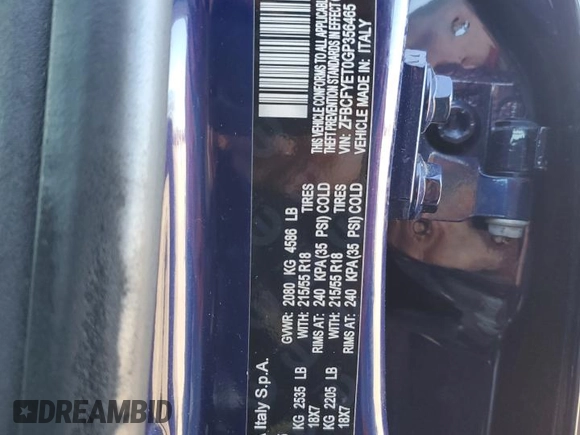 A Italy S.p.A.
GVWR: 2080 KG 4586 LB
KG 2535 LB WITH: 215/55 R18 TIRES
18X7 RIMS AT: 240 KPA(35 PSI) COLD
KG 2205 LB WITH: 215/55 R18 TIRES
18X7 RIMS AT: 240 KPA(35 PSI) COLD
THIS VEHICLE CONFORMS TO ALL APPLICABLE
THEFT PREVENTION STANDARDS IN EFFECT
VIN: ZFBCFYET0GP356465
VEHICLE MADE IN: ITALY
DREAMBID